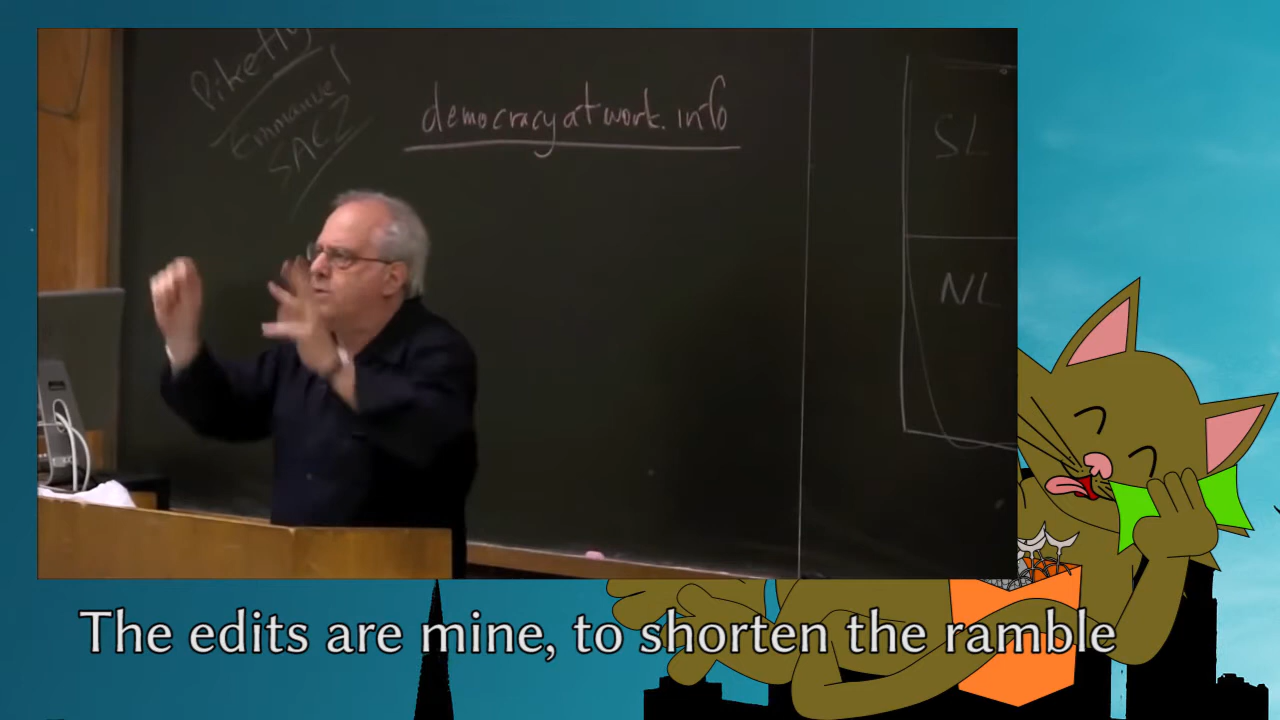 Piketty
Emmanuel
SAEZ
democracyatwork.info
SL
NL
The edits are mine, to shorten the ramble